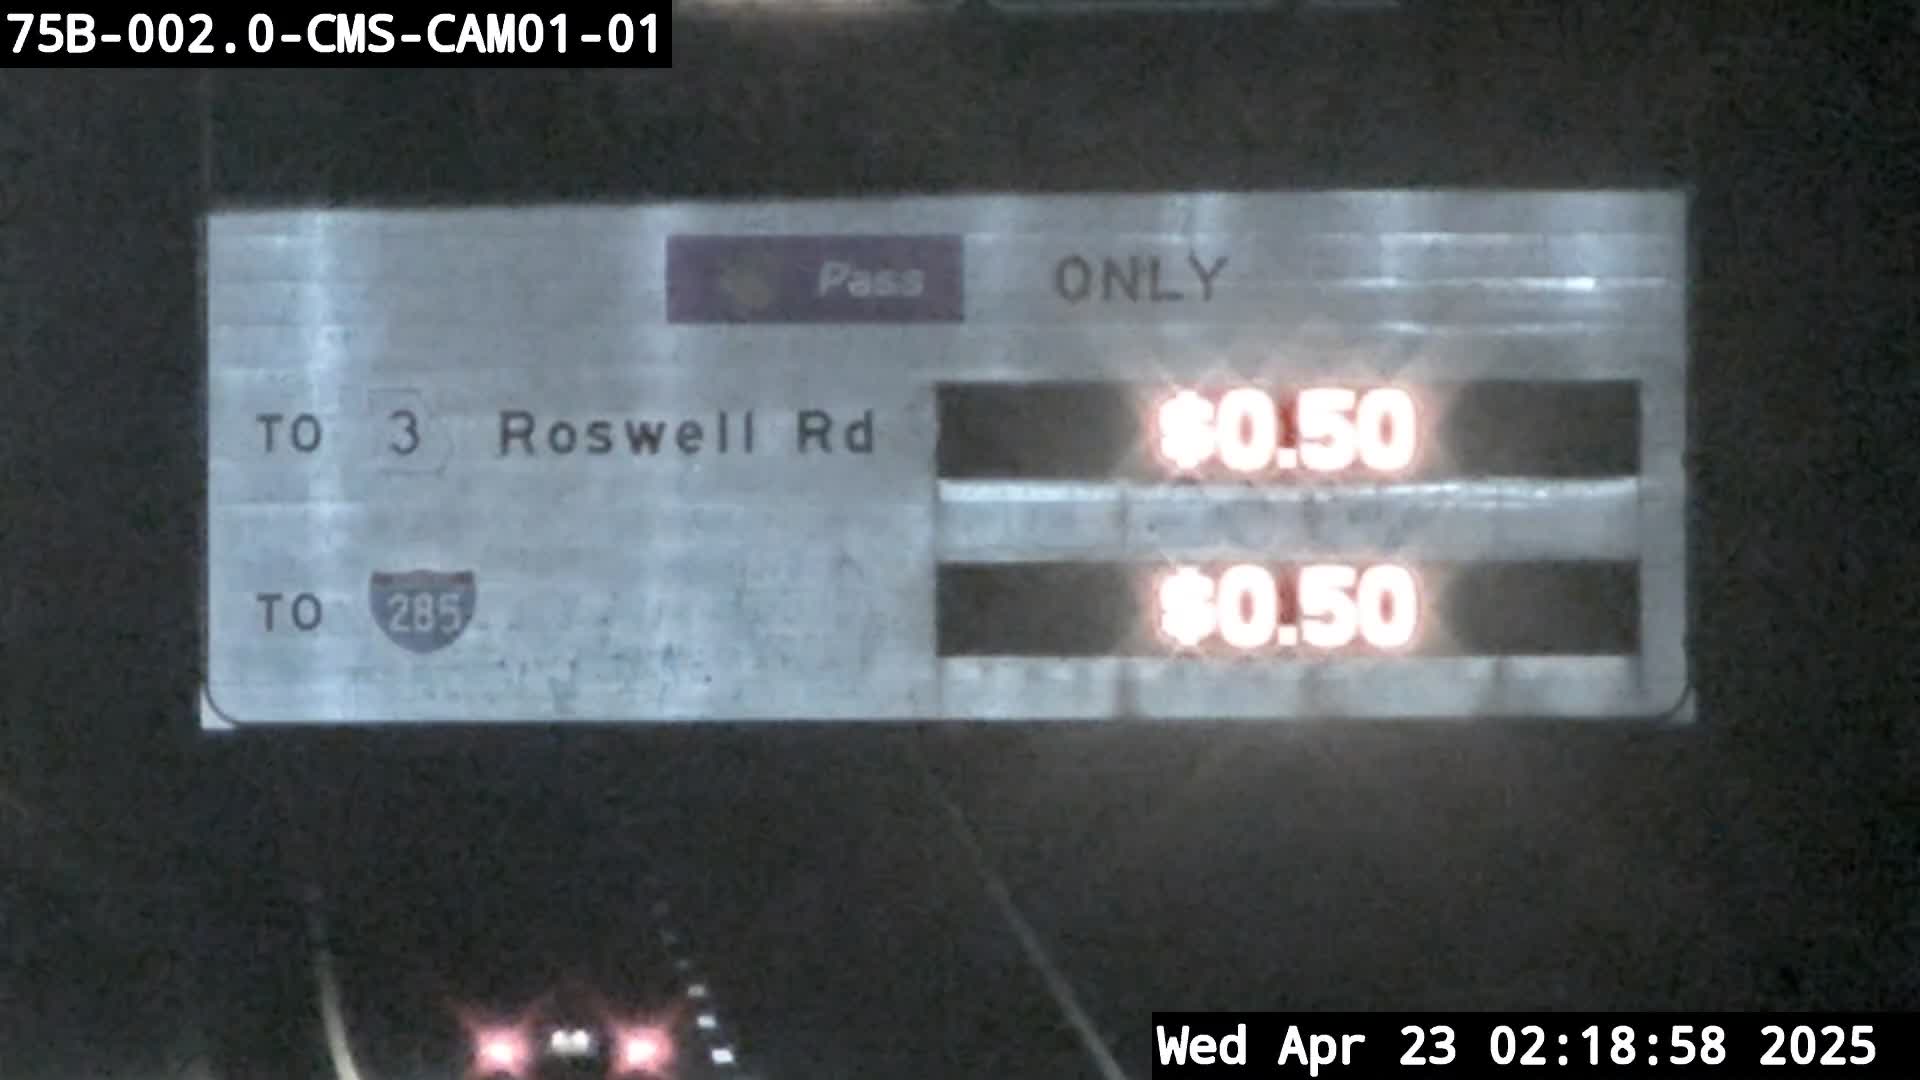 75B-002.0-CMS-CAM01-01
Pass ONLY
TO 3 Roswell Rd $0.50
TO 285 $0.50
Wed Apr 23 02:18:58 2025